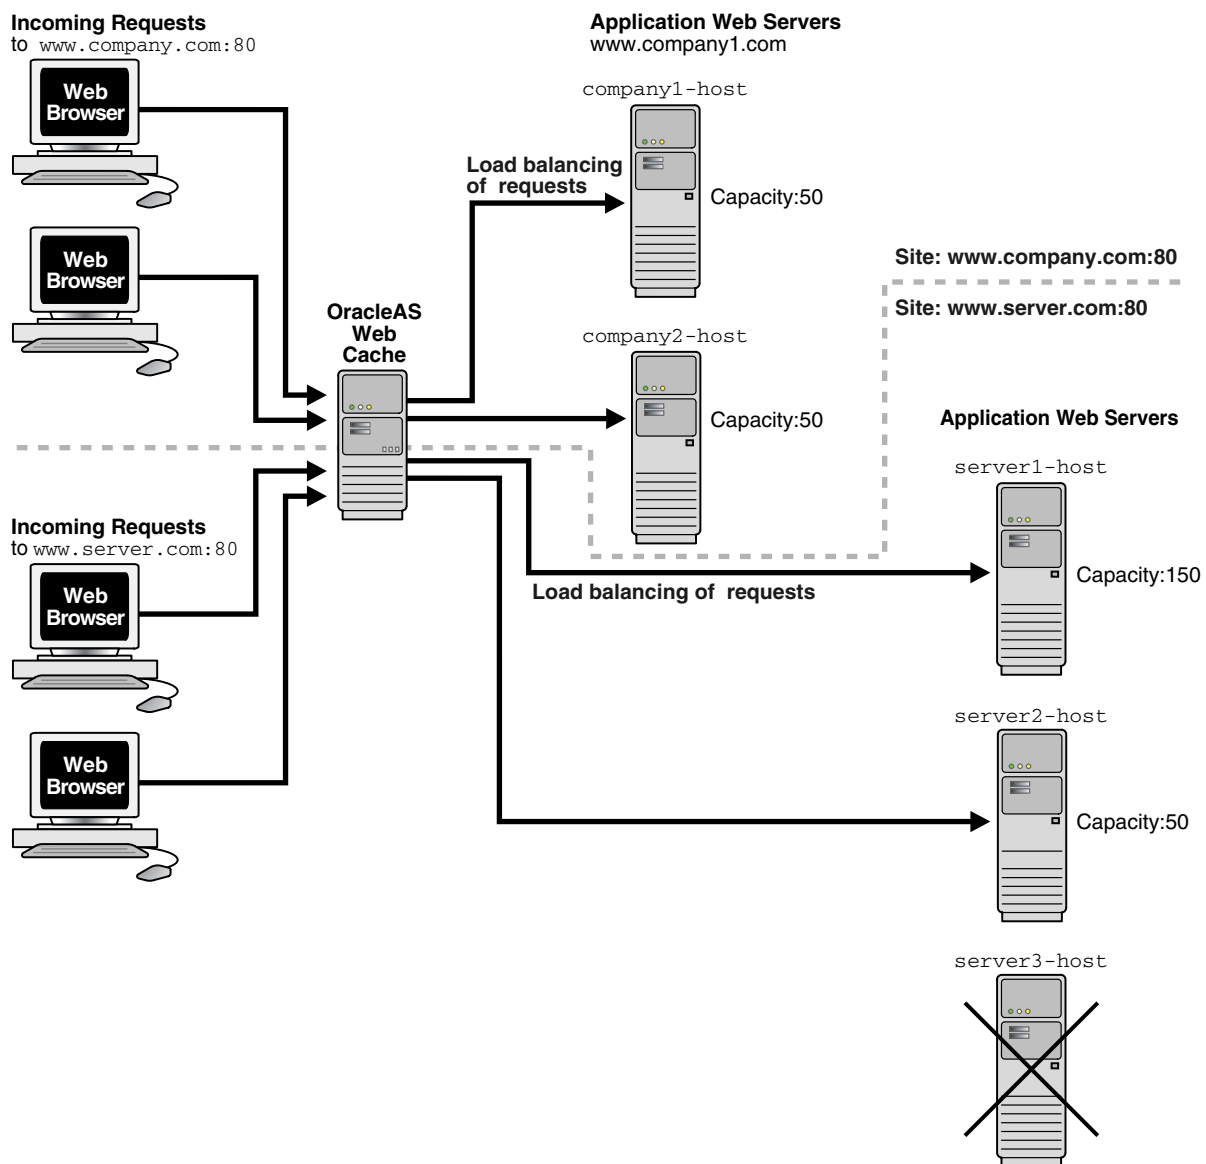 Incoming Requests
to www.company.com:80
Web
Browser
Web
Browser
Application Web Servers
www.company1.com
company1-host
Load balancing
of requests
Capacity:50
Site: www.company.com:80
Site: www.server.com:80
OracleAS
Web
Cache
company2-host
Capacity:50
Application Web Servers
server1-host
Incoming Requests
to www.server.com:80
Web
Browser
Web
Browser
Load balancing of requests
Capacity:150
server2-host
Capacity:50
server3-host